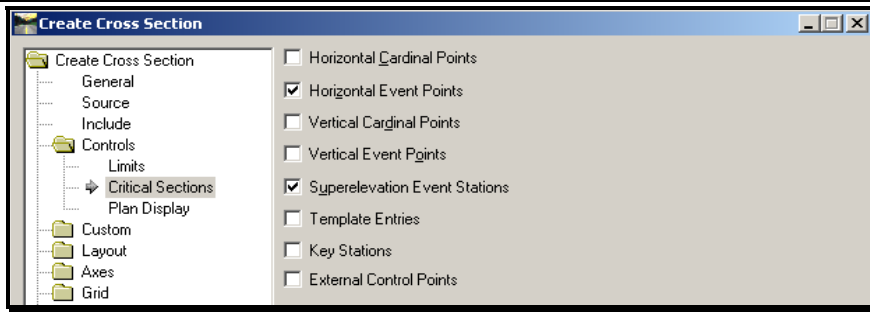 Create Cross Section
Create Cross Section
General
Source
Include
Controls
Limits
Critical Sections
Plan Display
Custom
Layout
Axes
Grid
Horizontal Cardinal Points
Horizontal Event Points
Vertical Cardinal Points
Vertical Event Points
Superelevation Event Stations
Template Entries
Key Stations
External Control Points